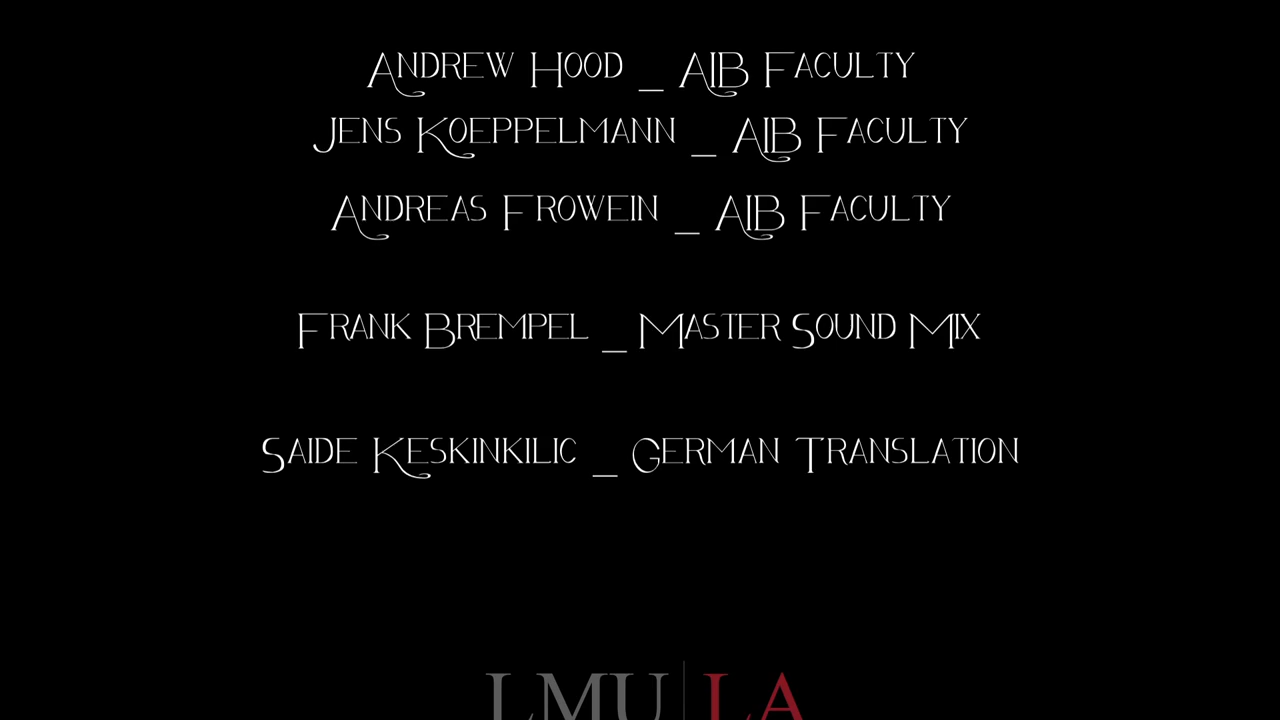 Andrew Hood _ AIB Faculty
Jens Koeppelmann _ AIB Faculty
Andreas Frowein _ AIB Faculty
Frank Brempel _ Master Sound Mix
Saide Keskinkilic _ German Translation
LMU LA